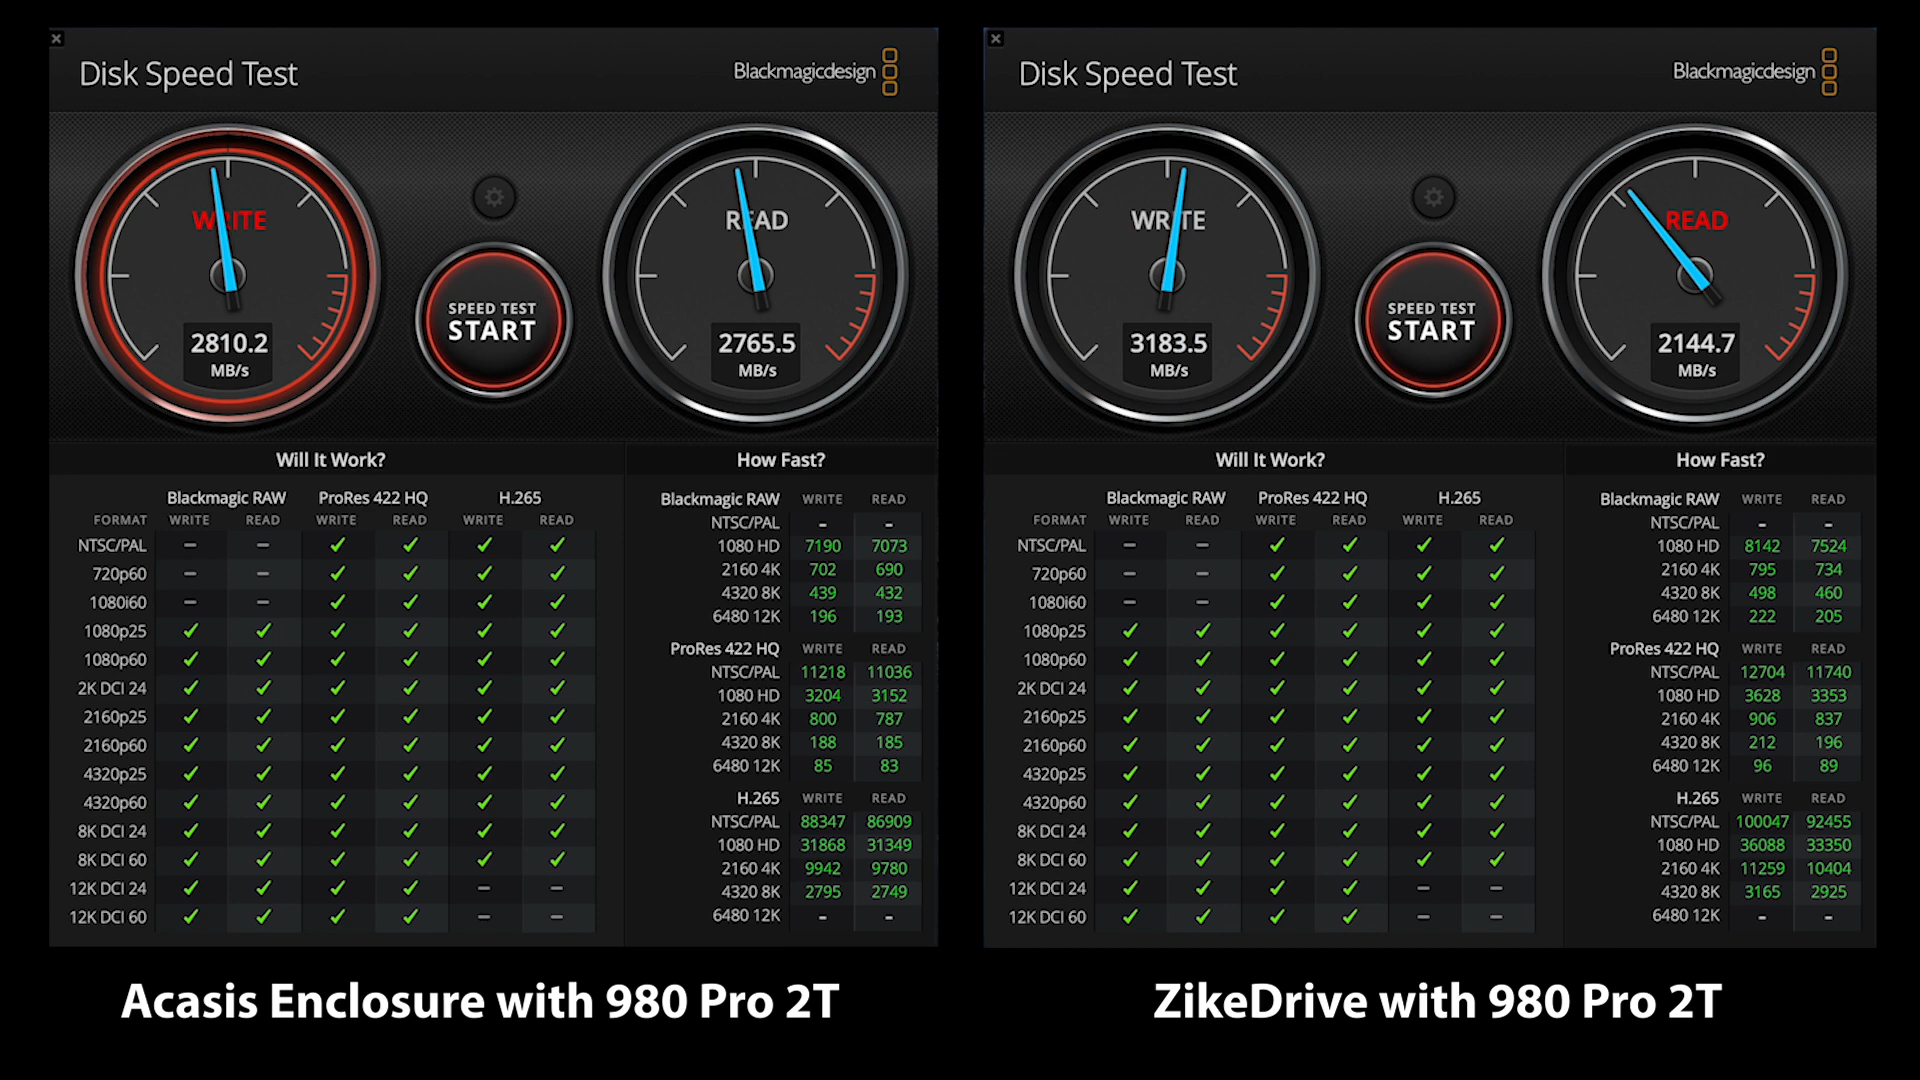 Disk Speed Test
Blackmagicdesign
WRITE
READ
SPEED TEST
START
2810.2
MB/s
2765.5
MB/s
Will It Work?
How Fast?
Blackmagic RAW ProRes 422 HQ H.265
FORMAT WRITE READ WRITE READ WRITE READ
NTSC/PAL – – ✓ ✓ ✓ ✓
720p60 – – ✓ ✓ ✓ ✓
1080i60 – – ✓ ✓ ✓ ✓
1080p25 ✓ ✓ ✓ ✓ ✓ ✓
1080p60 ✓ ✓ ✓ ✓ ✓ ✓
2K DCI 24 ✓ ✓ ✓ ✓ ✓ ✓
2160p25 ✓ ✓ ✓ ✓ ✓ ✓
2160p60 ✓ ✓ ✓ ✓ ✓ ✓
4320p25 ✓ ✓ ✓ ✓ ✓ ✓
4320p60 ✓ ✓ ✓ ✓ ✓ ✓
8K DCI 24 ✓ ✓ ✓ ✓ ✓ ✓
8K DCI 60 ✓ ✓ ✓ ✓ ✓ ✓
12K DCI 24 ✓ ✓ ✓ ✓ – –
12K DCI 60 ✓ ✓ ✓ ✓ – –
Blackmagic RAW WRITE READ
NTSC/PAL - -
1080 HD 7190 7073
2160 4K 702 690
4320 8K 439 432
6480 12K 196 193
ProRes 422 HQ WRITE READ
NTSC/PAL 11218 11036
1080 HD 3204 3152
2160 4K 800 787
4320 8K 188 185
6480 12K 85 83
H.265 WRITE READ
NTSC/PAL 88347 86909
1080 HD 31868 31349
2160 4K 9942 9780
4320 8K 2795 2749
6480 12K - -
Acasis Enclosure with 980 Pro 2T
Disk Speed Test
Blackmagicdesign
WRITE
READ
SPEED TEST
START
3183.5
MB/s
2144.7
MB/s
Will It Work?
How Fast?
Blackmagic RAW ProRes 422 HQ H.265
FORMAT WRITE READ WRITE READ WRITE READ
NTSC/PAL – – ✓ ✓ ✓ ✓
720p60 – – ✓ ✓ ✓ ✓
1080i60 – – ✓ ✓ ✓ ✓
1080p25 ✓ ✓ ✓ ✓ ✓ ✓
1080p60 ✓ ✓ ✓ ✓ ✓ ✓
2K DCI 24 ✓ ✓ ✓ ✓ ✓ ✓
2160p25 ✓ ✓ ✓ ✓ ✓ ✓
2160p60 ✓ ✓ ✓ ✓ ✓ ✓
4320p25 ✓ ✓ ✓ ✓ ✓ ✓
4320p60 ✓ ✓ ✓ ✓ ✓ ✓
8K DCI 24 ✓ ✓ ✓ ✓ ✓ ✓
8K DCI 60 ✓ ✓ ✓ ✓ ✓ ✓
12K DCI 24 ✓ ✓ ✓ ✓ – –
12K DCI 60 ✓ ✓ ✓ ✓ – –
Blackmagic RAW WRITE READ
NTSC/PAL - -
1080 HD 8142 7524
2160 4K 795 734
4320 8K 498 460
6480 12K 222 205
ProRes 422 HQ WRITE READ
NTSC/PAL 12704 11740
1080 HD 3628 3353
2160 4K 906 837
4320 8K 212 196
6480 12K 96 89
H.265 WRITE READ
NTSC/PAL 100047 92455
1080 HD 36088 33350
2160 4K 11259 10404
4320 8K 3165 2925
6480 12K - -
ZikeDrive with 980 Pro 2T